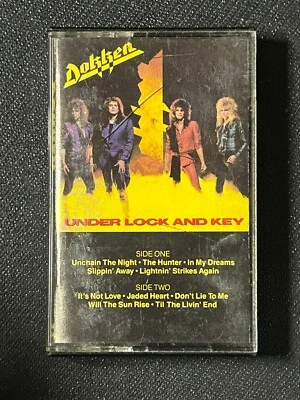 Dokken
UNDER LOCK AND KEY
SIDE ONE
Unchain The Night • The Hunter • In My Dreams
Slippin' Away • Lightnin' Strikes Again
SIDE TWO
It's Not Love • Jaded Heart • Don't Lie To Me
Will The Sun Rise • Til The Livin' End